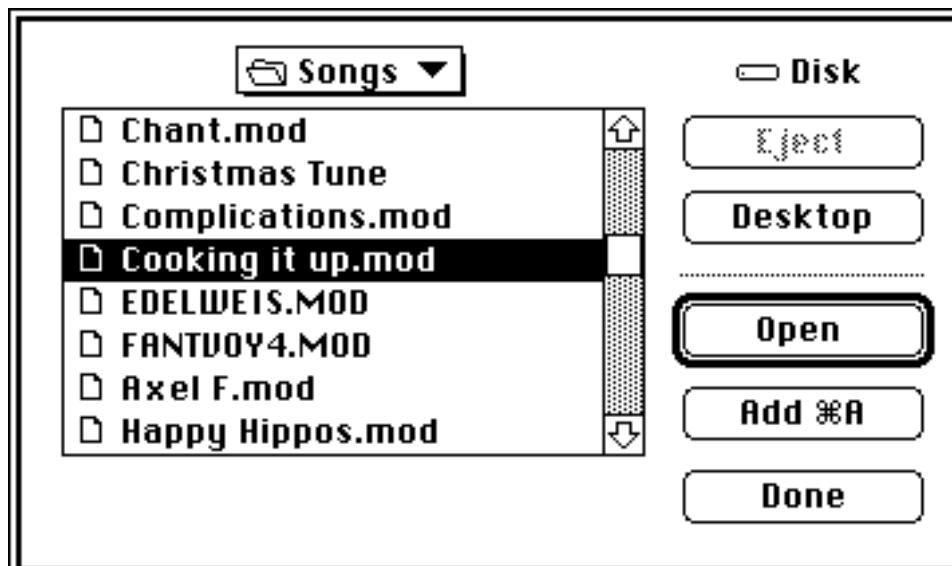 Songs
Disk
Chant.mod
Christmas Tune
Complications.mod
Cooking it up.mod
EDELWEIS.MOD
FANTVOY4.MOD
Axel F.mod
Happy Hippos.mod
Eject
Desktop
Open
Add ⌘A
Done